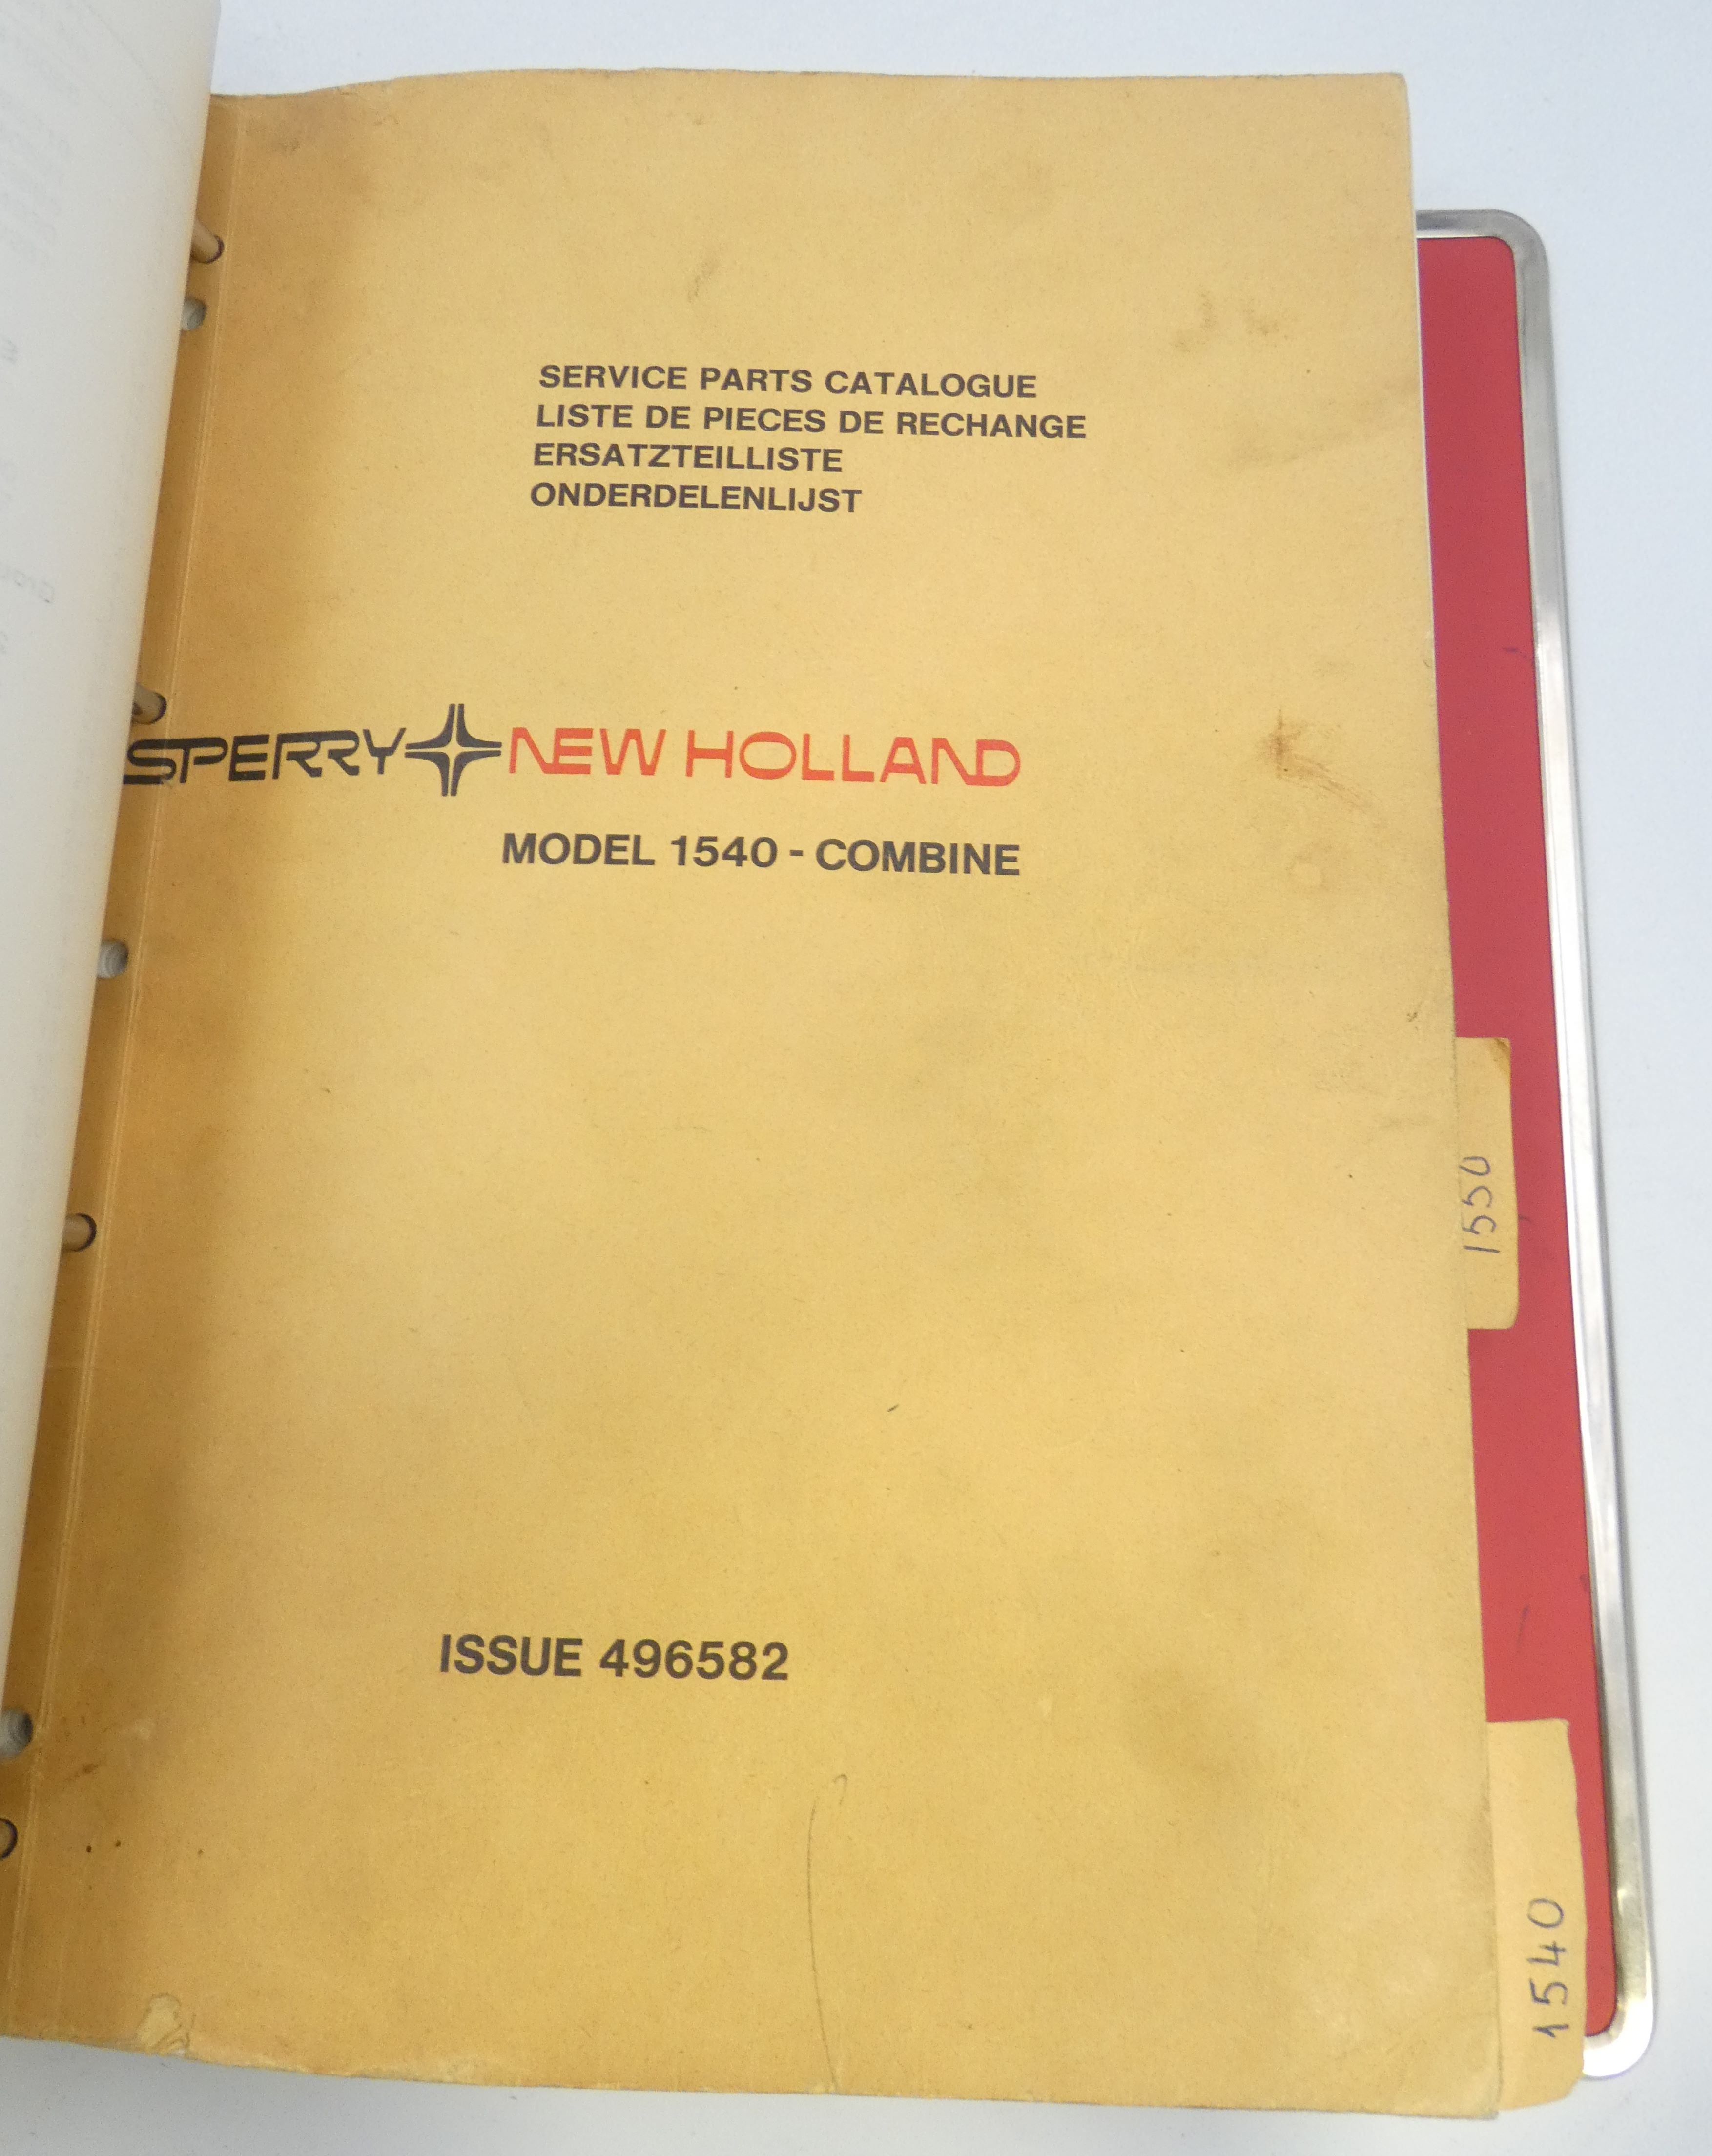 SERVICE PARTS CATALOGUE
LISTE DE PIECES DE RECHANGE
ERSATZTEILLISTE
ONDERDELENLIJST
SPERRY NEW HOLLAND
MODEL 1540 - COMBINE
1550
ISSUE 496582
1540